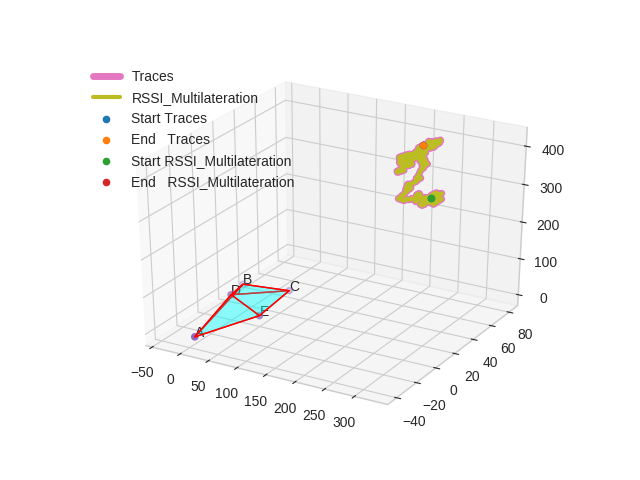 Traces
RSSI_Multilateration
Start Traces
End Traces
Start RSSI_Multilateration
End RSSI_Multilateration
B
D
C
E
A
400
300
200
100
0
80
60
40
20
0
−20
−40
−50
0
50
100
150
200
250
300